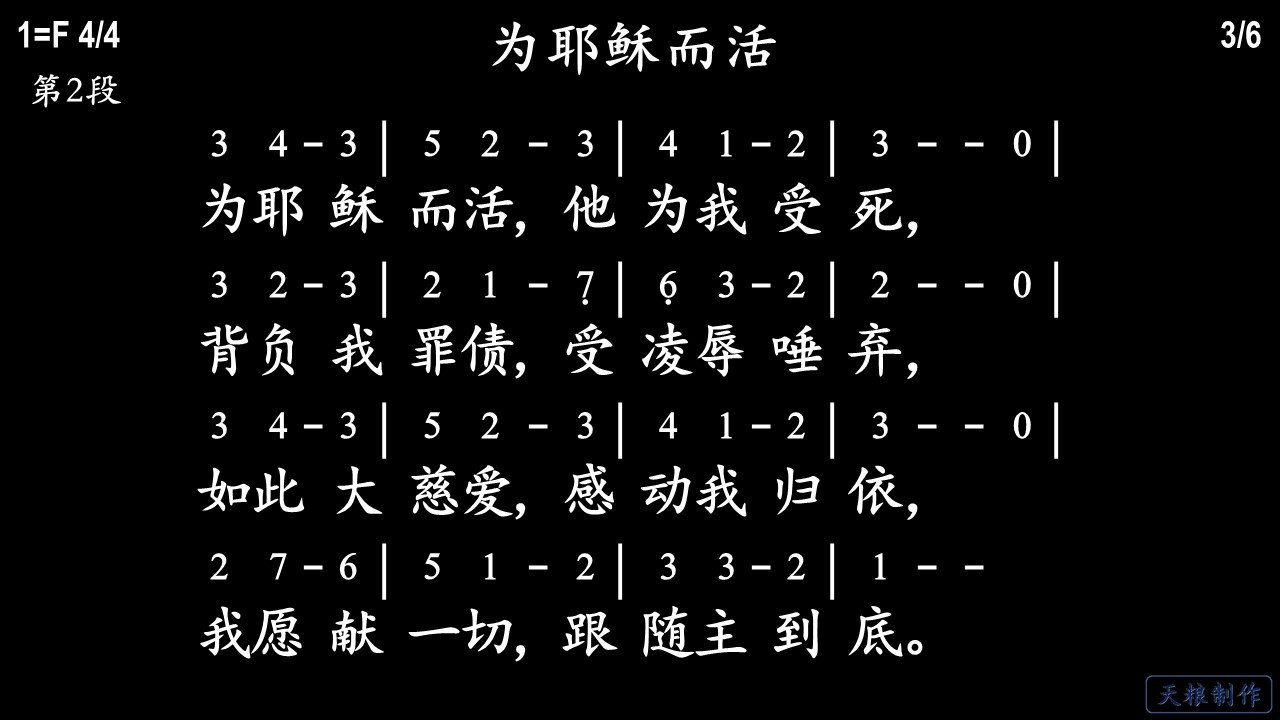 1=F 4/4
为耶稣而活
3/6
第2段
3 4 - 3 | 5 2 - 3 | 4 1 - 2 | 3 - - 0 |
为耶 稣 而活，他 为我 受 死，
3 2 - 3 | 2 1 - 7̣ | 6̣ 3 - 2 | 2 - - 0 |
背负 我 罪债，受 凌辱 唾 弃，
3 4 - 3 | 5 2 - 3 | 4 1 - 2 | 3 - - 0 |
如此 大 慈爱，感 动我 归 依，
2 7 - 6 | 5 1 - 2 | 3 3 - 2 | 1 - -
我愿 献 一切，跟 随主 到 底。
天粮制作